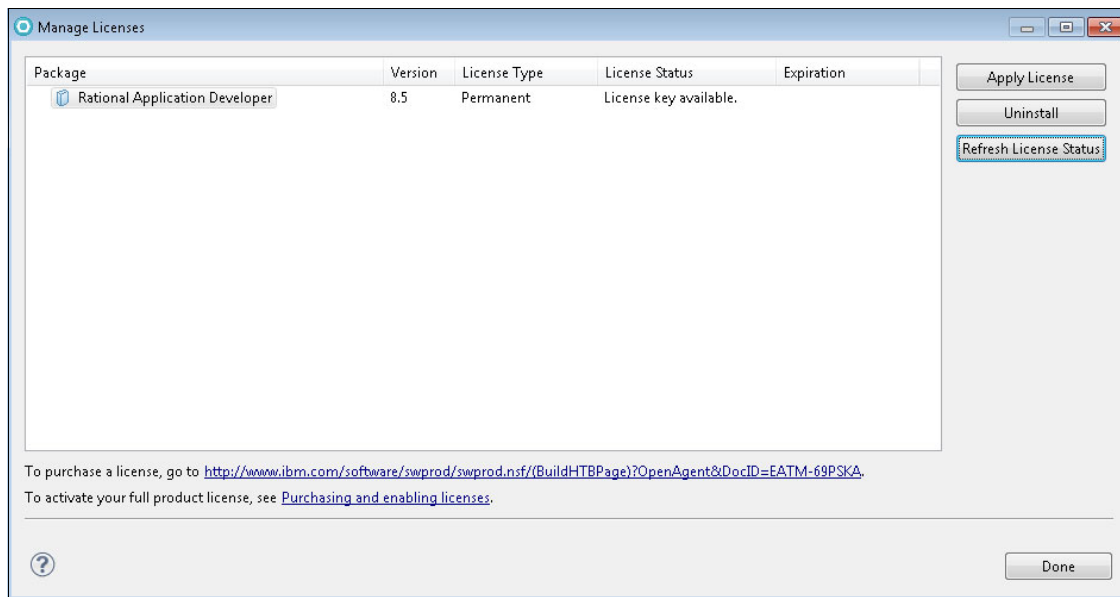 Manage Licenses
Package Version License Type License Status Expiration
Rational Application Developer 8.5 Permanent License key available.
Apply License
Uninstall
Refresh License Status
To purchase a license, go to http://www.ibm.com/software/swprod/swprod.nsf/(BuildHTBPage)?OpenAgent&DocID=EATM-69PSKA.
To activate your full product license, see Purchasing and enabling licenses.
?
Done